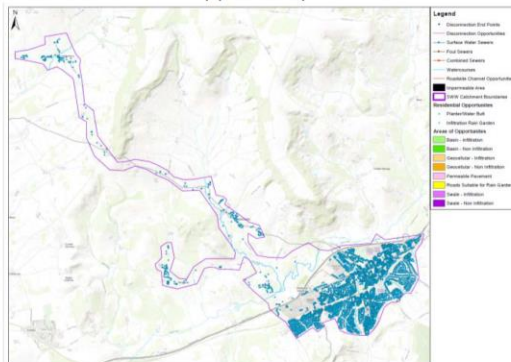 N
Legend
Disconnection End Points
Disconnection Opportunities
Surface Water Sewers
Foul Sewers
Combined Sewers
Watercourses
Roadside Channel Opportunities
Impermeable Area
Catchment Boundaries
Residential Opportunities
Planter/Water Butt
Infiltration Rain Garden
Areas of Opportunities
Basin - Infiltration
Basin - Non Infiltration
Geocellular - Infiltration
Geocellular - Non Infiltration
Permeable Pavement
Roads Suitable for Rain Garden
Swale - Infiltration
Swale - Non Infiltration